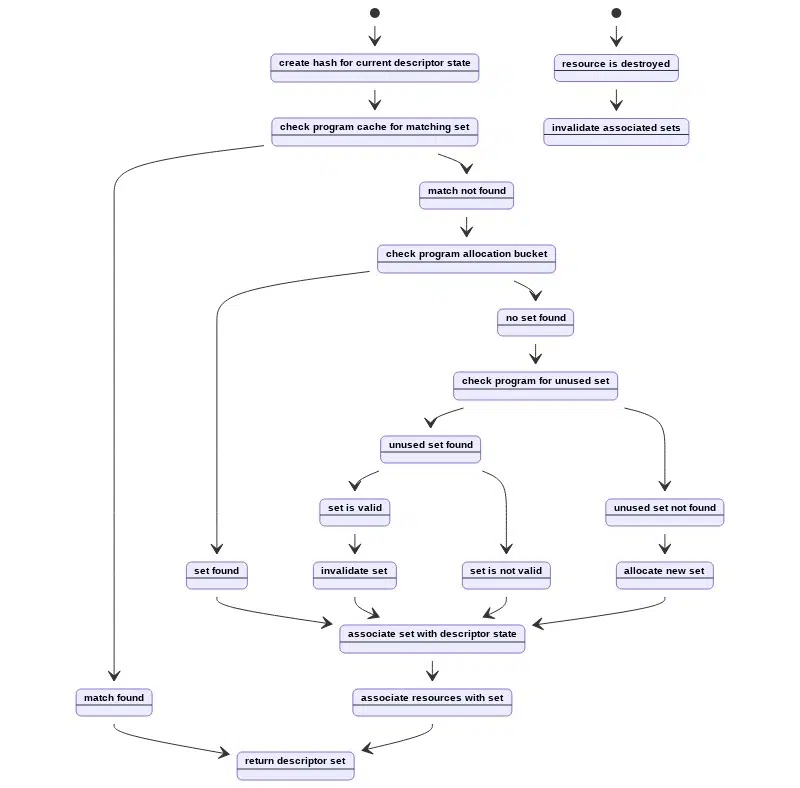 create hash for current descriptor state
resource is destroyed
check program cache for matching set
invalidate associated sets
match not found
check program allocation bucket
no set found
check program for unused set
unused set found
set is valid
unused set not found
set found
invalidate set
set is not valid
allocate new set
associate set with descriptor state
match found
associate resources with set
return descriptor set